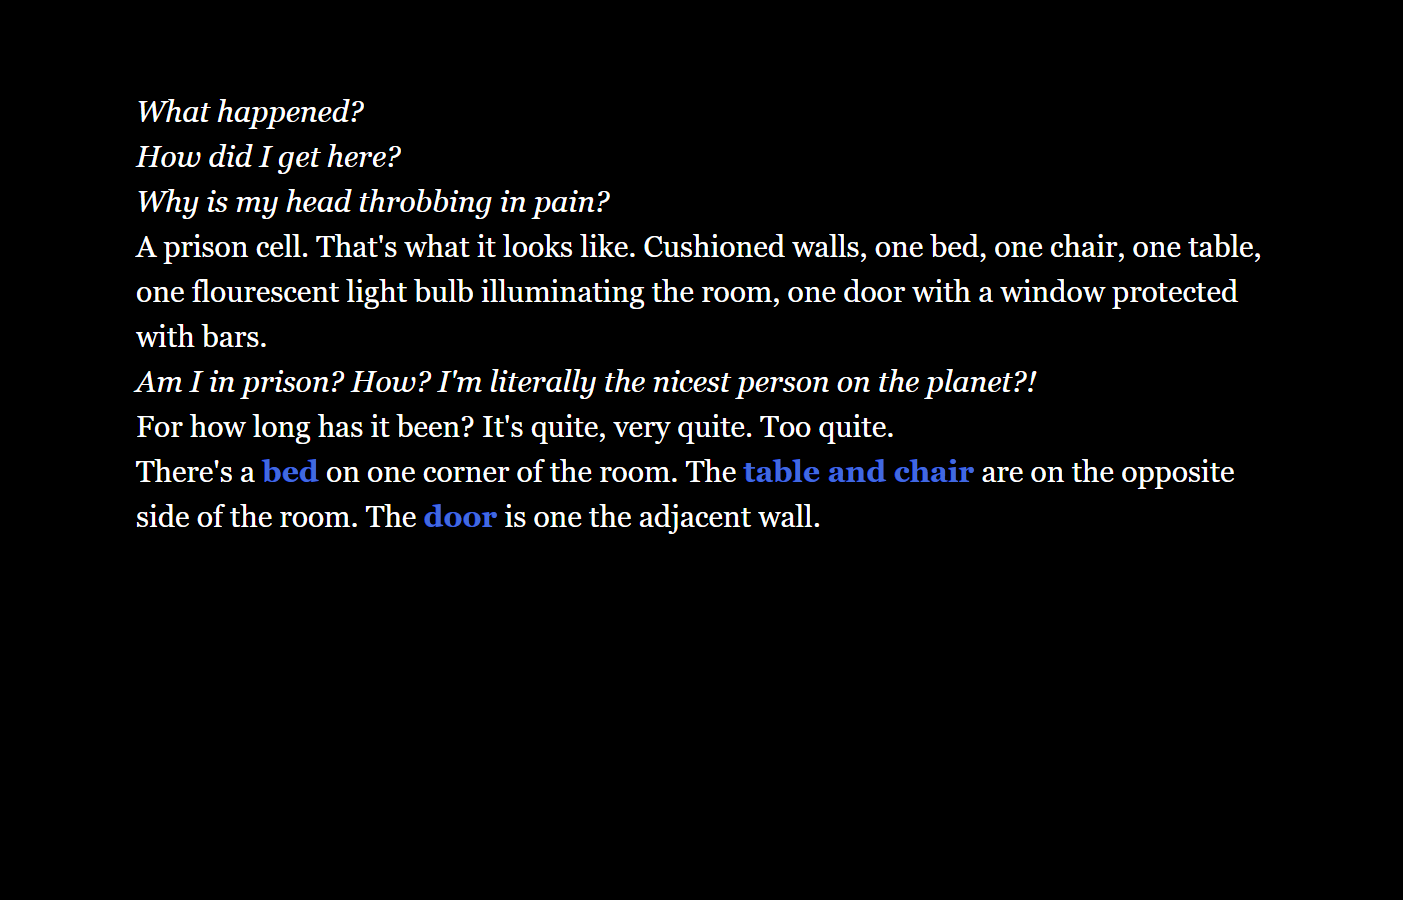 What happened?
How did I get here?
Why is my head throbbing in pain?
A prison cell. That's what it looks like. Cushioned walls, one bed, one chair, one table,
one flourescent light bulb illuminating the room, one door with a window protected
with bars.
Am I in prison? How? I'm literally the nicest person on the planet?!
For how long has it been? It's quite, very quite. Too quite.
There's a bed on one corner of the room. The table and chair are on the opposite
side of the room. The door is one the adjacent wall.